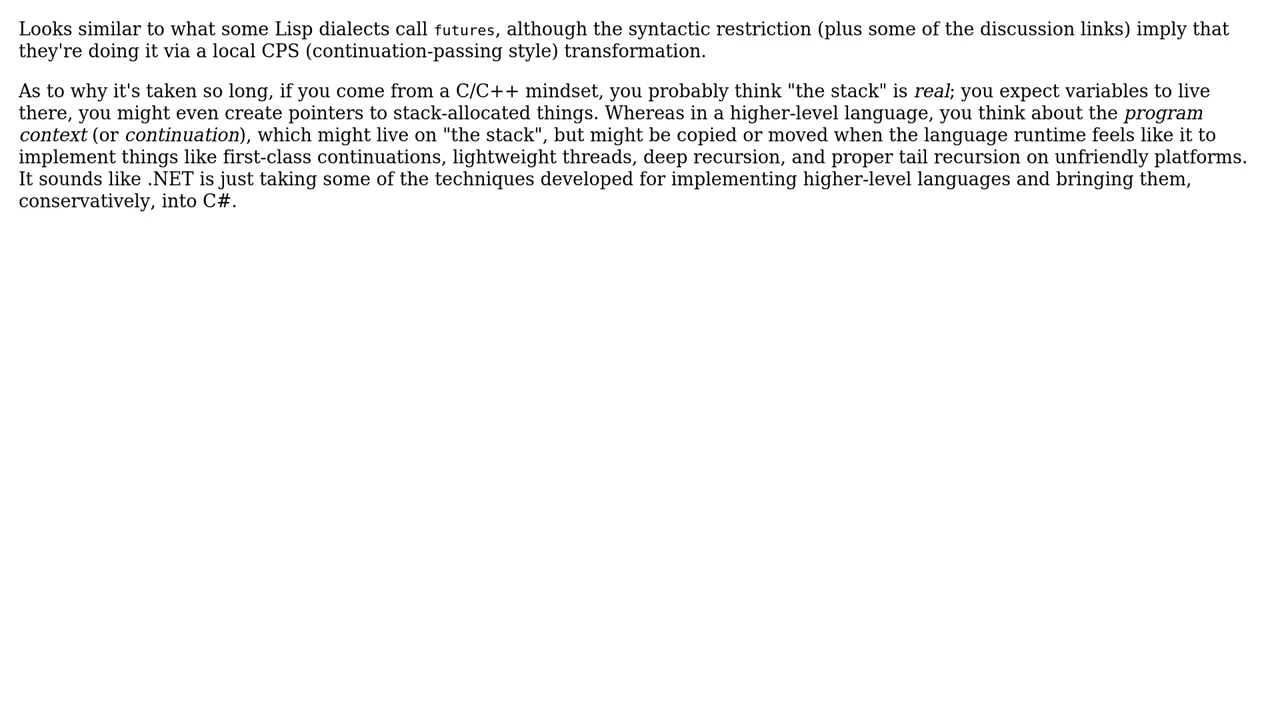 Looks similar to what some Lisp dialects call futures, although the syntactic restriction (plus some of the discussion links) imply that
they're doing it via a local CPS (continuation-passing style) transformation.
As to why it's taken so long, if you come from a C/C++ mindset, you probably think "the stack" is real; you expect variables to live
there, you might even create pointers to stack-allocated things. Whereas in a higher-level language, you think about the program
context (or continuation), which might live on "the stack", but might be copied or moved when the language runtime feels like it to
implement things like first-class continuations, lightweight threads, deep recursion, and proper tail recursion on unfriendly platforms.
It sounds like .NET is just taking some of the techniques developed for implementing higher-level languages and bringing them,
conservatively, into C#.